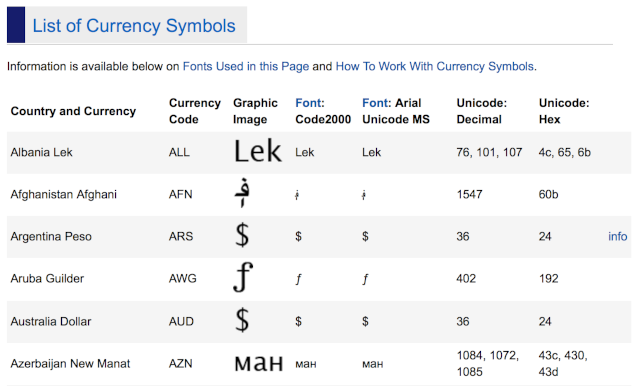 List of Currency Symbols
Information is available below on Fonts Used in this Page and How To Work With Currency Symbols.
Country and Currency Currency Code Graphic Image Font: Code2000 Font: Arial Unicode MS Unicode: Decimal Unicode: Hex
Albania Lek ALL Lek Lek Lek 76, 101, 107 4c, 65, 6b
Afghanistan Afghani AFN ؋ ؋ ؋ 1547 60b
Argentina Peso ARS $ $ $ 36 24 info
Aruba Guilder AWG ƒ ƒ ƒ 402 192
Australia Dollar AUD $ $ $ 36 24
Azerbaijan New Manat AZN ман ман ман 1084, 1072, 1085 43c, 430, 43d